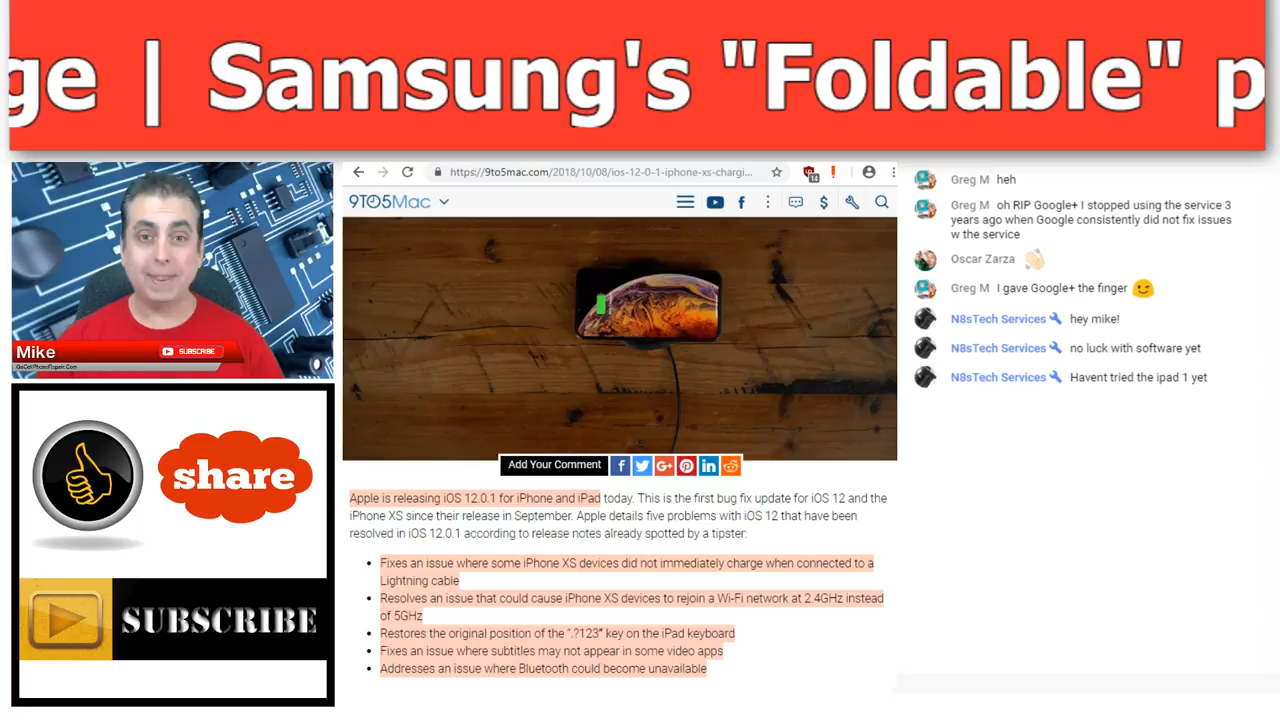 ge | Samsung's "Foldable" p
https://9to5mac.com/2018/10/08/ios-12-0-1-iphone-xs-chargi...
14
9TO5Mac
Add Your Comment
Apple is releasing iOS 12.0.1 for iPhone and iPad today. This is the first bug fix update for iOS 12 and the
iPhone XS since their release in September. Apple details five problems with iOS 12 that have been
resolved in iOS 12.0.1 according to release notes already spotted by a tipster:
Fixes an issue where some iPhone XS devices did not immediately charge when connected to a
Lightning cable
Resolves an issue that could cause iPhone XS devices to rejoin a Wi-Fi network at 2.4GHz instead
of 5GHz
Restores the original position of the ".?123" key on the iPad keyboard
Fixes an issue where subtitles may not appear in some video apps
Addresses an issue where Bluetooth could become unavailable
Greg M heh
Greg M oh RIP Google+ I stopped using the service 3
years ago when Google consistently did not fix issues
w the service
Oscar Zarza
Greg M I gave Google+ the finger
N8sTech Services hey mike!
N8sTech Services no luck with software yet
N8sTech Services Havent tried the ipad 1 yet
Mike
SUBSCRIBE
share
SUBSCRIBE